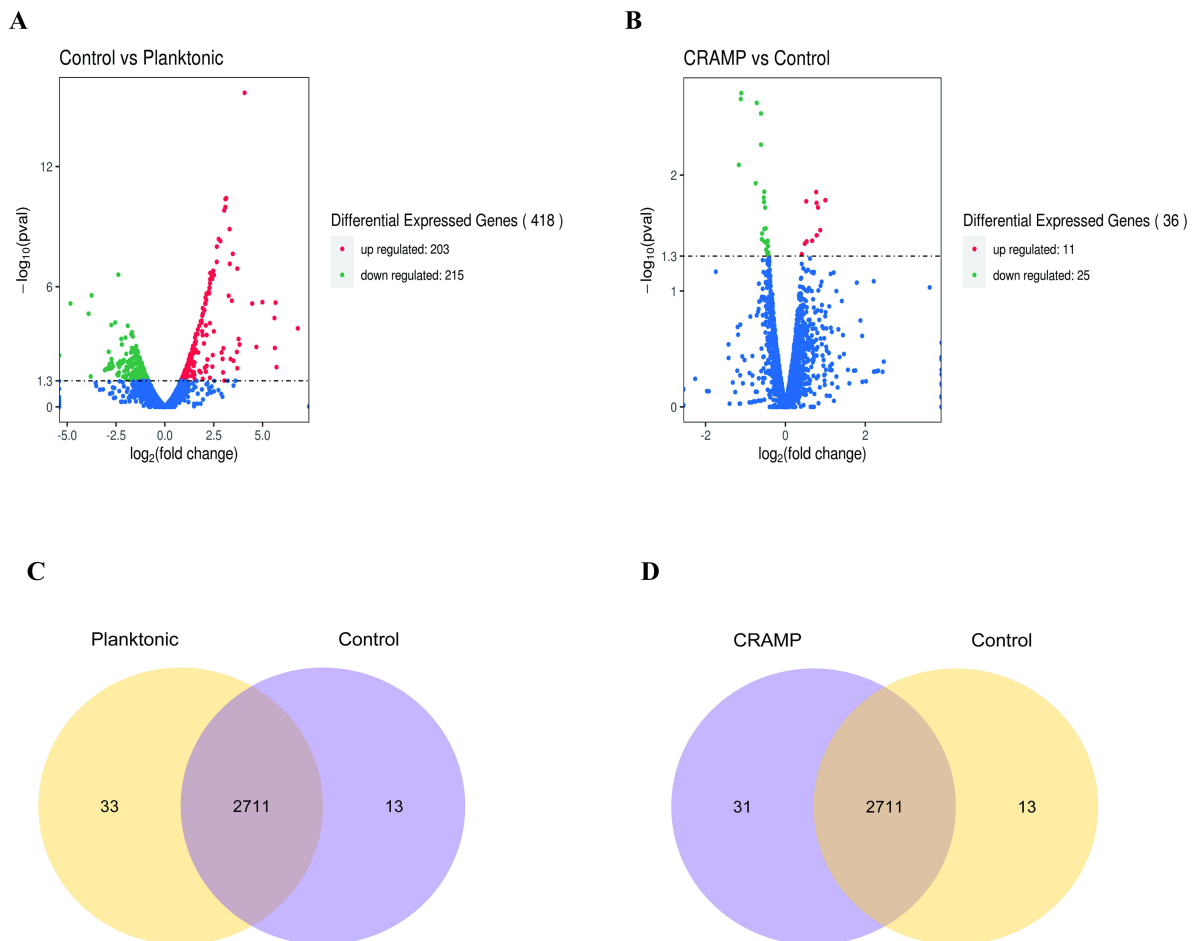 A
Control vs Planktonic
12
6
1.3
0
−log10(pval)
-5.0 -2.5 0.0 2.5 5.0
log2(fold change)
Differential Expressed Genes ( 418 )
up regulated: 203
down regulated: 215
B
CRAMP vs Control
2
1.3
1
0
−log10(pval)
-2 0 2
log2(fold change)
Differential Expressed Genes ( 36 )
up regulated: 11
down regulated: 25
C
Planktonic Control
33 2711 13
D
CRAMP Control
31 2711 13